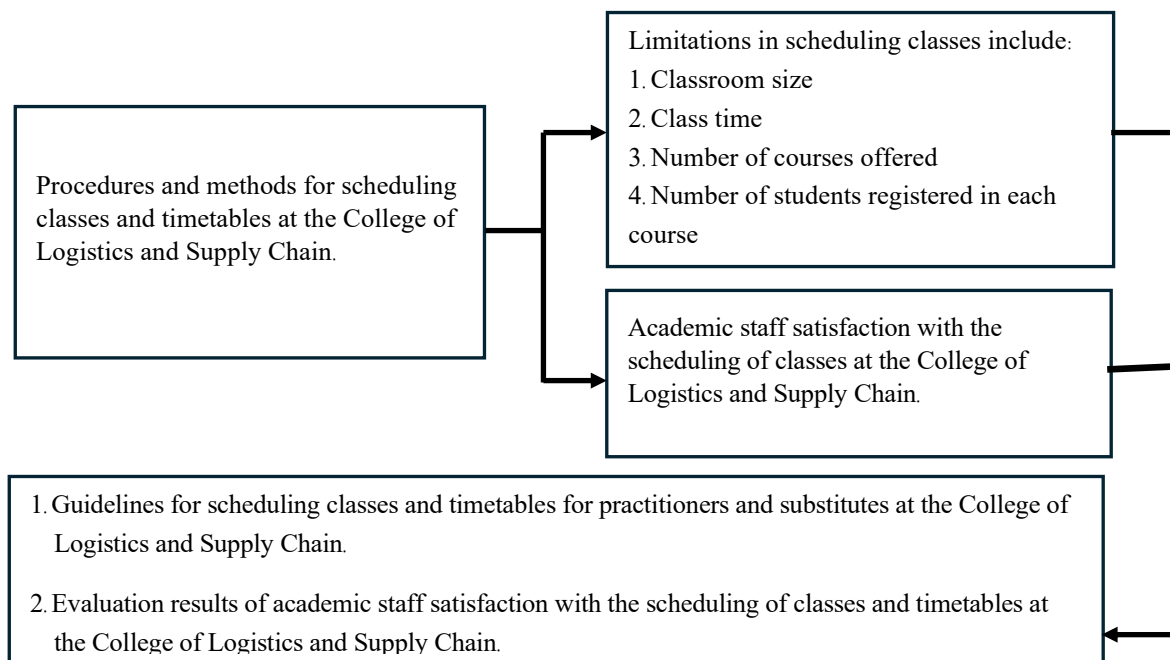 Procedures and methods for scheduling
classes and timetables at the College of
Logistics and Supply Chain.
Limitations in scheduling classes include:
1. Classroom size
2. Class time
3. Number of courses offered
4. Number of students registered in each
course
Academic staff satisfaction with the
scheduling of classes at the College of
Logistics and Supply Chain.
1. Guidelines for scheduling classes and timetables for practitioners and substitutes at the College of
Logistics and Supply Chain.
2. Evaluation results of academic staff satisfaction with the scheduling of classes and timetables at
the College of Logistics and Supply Chain.